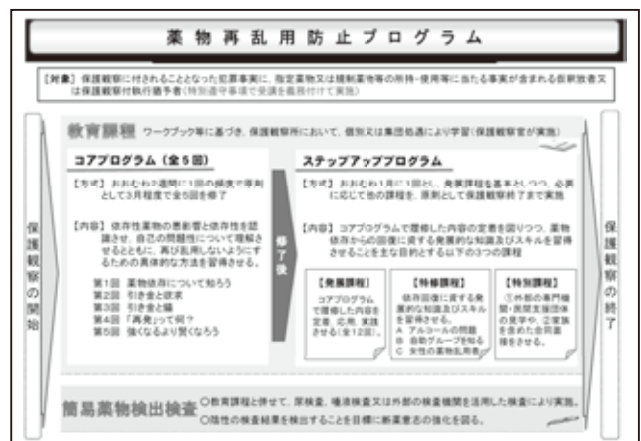 薬物再乱用防止プログラム
【対象】保護観察に付されることとなった犯罪事実に、指定薬物又は規制薬物等の所持・使用等に当たる事実が含まれる仮釈放者又
は保護観察付執行猶予者(特別遵守事項で受講を義務付けて実施)
保護観察の開始
教育課程 ワークブック等に基づき、保護観察所において、個別又は集団処遇により学習(保護観察官が実施)
コアプログラム(全5回)
【方式】おおむね2週間に1回の頻度で原則
として3月程度で全5回を修了
【内容】依存性薬物の悪影響と依存性を認
識させ、自己の問題性について理解さ
せるとともに、再び乱用しないようにす
るための具体的な方法を習得させる。
第1回 薬物依存について知ろう
第2回 引き金と欲求
第3回 引き金と錨
第4回 「再発」って何?
第5回 強くなるより賢くなろう
修了後
ステップアッププログラム
【方式】おおむね1月に1回とし、発展課程を基本としつつ、必要
に応じて他の課程を、原則として保護観察終了まで実施
【内容】コアプログラムで履修した内容の定着を図りつつ、薬物
依存からの回復に資する発展的な知識及びスキルを習得
させることを主な目的とする以下の3つの課程
【発展課程】
コアプログラム
で履修した内容を
定着、応用、実践
させる(全12回)。
【特修課程】
依存回復に資する発
展的な知識及びスキル
を習得させる。
A アルコールの問題
B 自助グループを知る
C 女性の薬物乱用者
【特別課程】
①外部の専門機
関・民間支援団体
の見学や、②家族
を含めた合同面
接をさせる。
保護観察の終了
簡易薬物検出検査
○教育課程と併せて、尿検査、唾液検査又は外部の検査機関を活用した検査により実施。
○陰性の検査結果を検出することを目標に断薬意志の強化を図る。